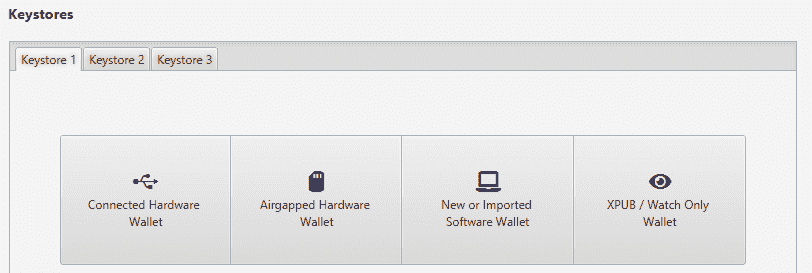 Keystores
Keystore 1 Keystore 2 Keystore 3
Connected Hardware Wallet
Airgapped Hardware Wallet
New or Imported Software Wallet
XPUB / Watch Only Wallet